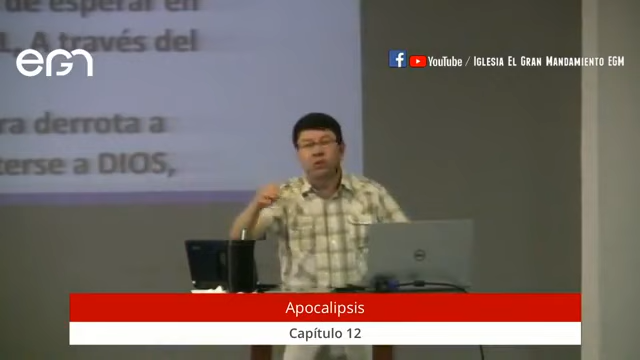 de esperar en
L. A través del
ra derrota a
terse a DIOS,
EGM
YouTube / Iglesia El Gran Mandamiento EGM
DELL
Apocalipsis
Capítulo 12